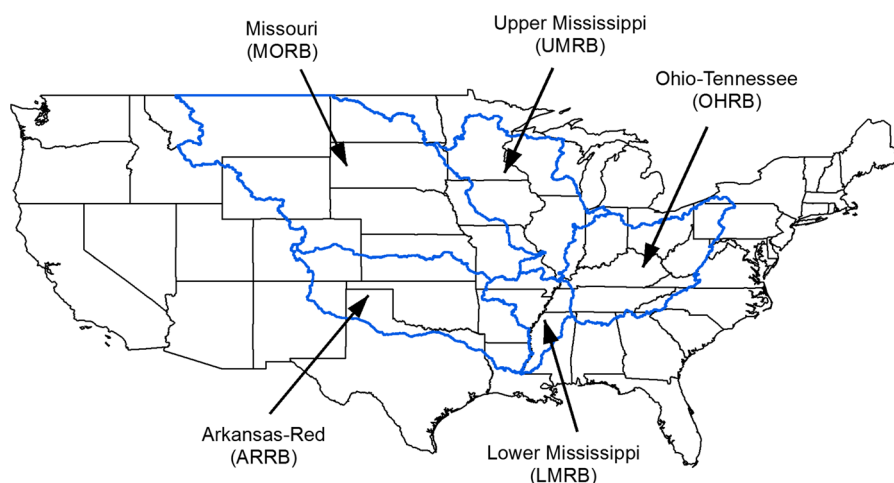 Missouri
(MORB)
Upper Mississippi
(UMRB)
Ohio-Tennessee
(OHRB)
Arkansas-Red
(ARRB)
Lower Mississippi
(LMRB)